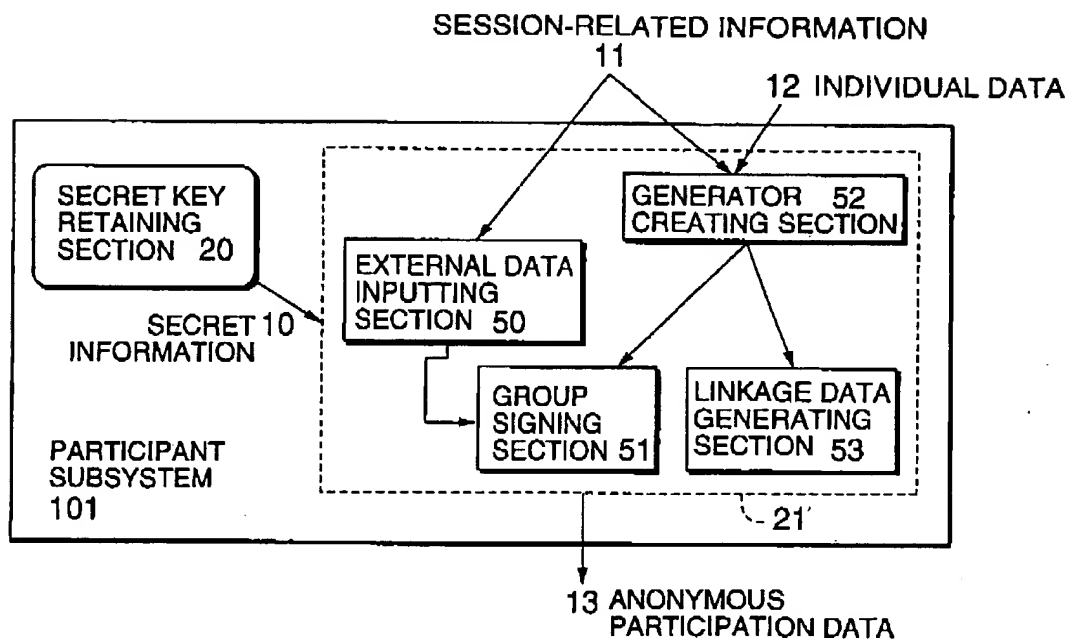 SESSION-RELATED INFORMATION
11
12 INDIVIDUAL DATA
SECRET KEY
RETAINING
SECTION 20
GENERATOR 52
CREATING SECTION
EXTERNAL DATA
INPUTTING
SECTION 50
SECRET 10
INFORMATION
GROUP
SIGNING
SECTION 51
LINKAGE DATA
GENERATING
SECTION 53
PARTICIPANT
SUBSYSTEM
101
21'
13 ANONYMOUS
PARTICIPATION DATA